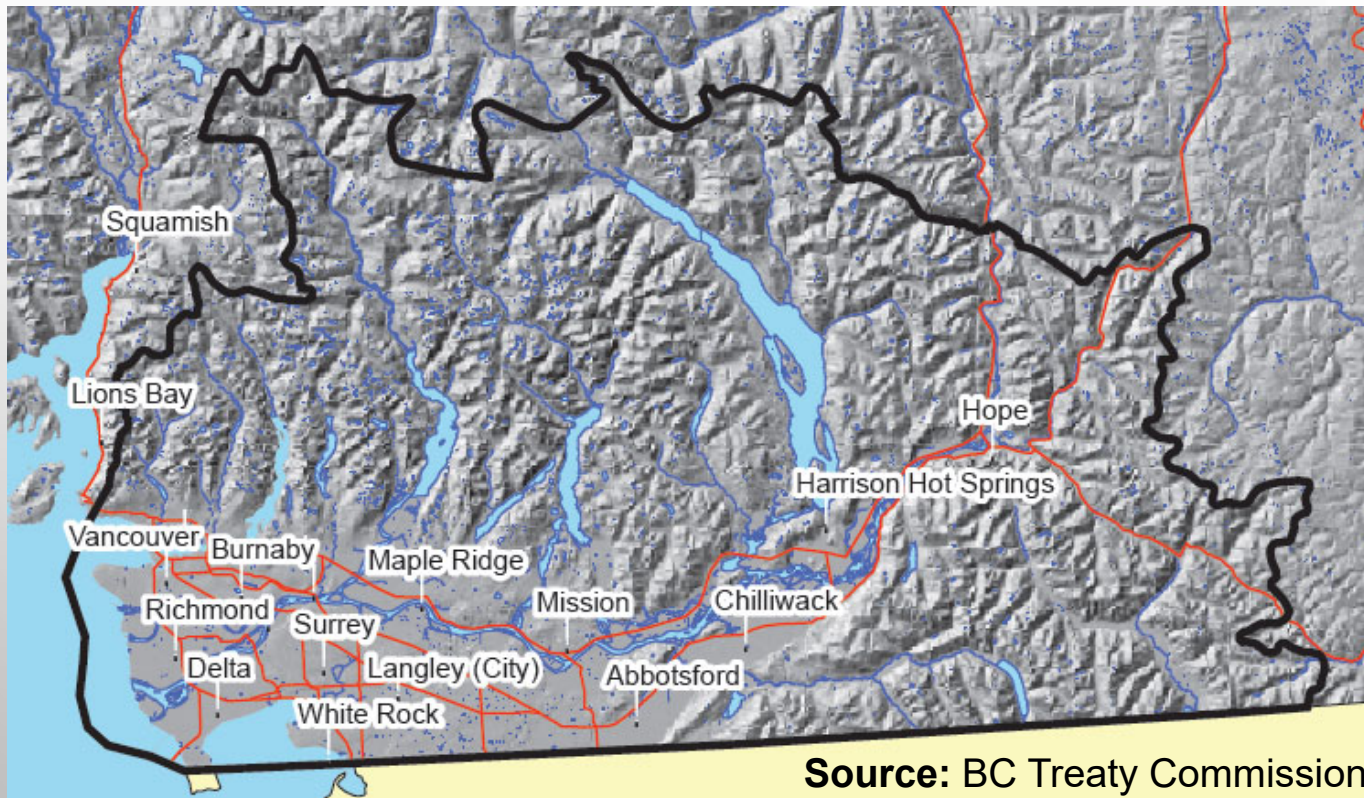 Squamish
Lions Bay
Hope
Harrison Hot Springs
Vancouver
Burnaby
Maple Ridge
Richmond
Surrey
Mission
Chilliwack
Delta
Langley (City)
Abbotsford
White Rock
Source: BC Treaty Commission